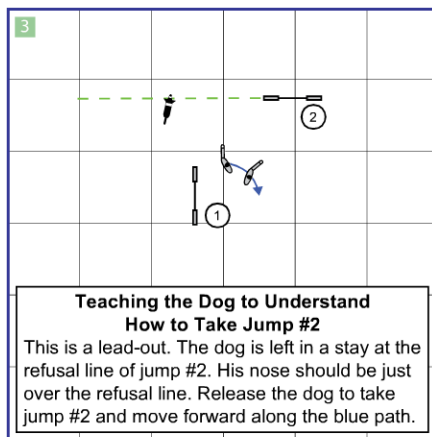 3
2
1
Teaching the Dog to Understand
How to Take Jump #2
This is a lead-out. The dog is left in a stay at the
refusal line of jump #2. His nose should be just
over the refusal line. Release the dog to take
jump #2 and move forward along the blue path.